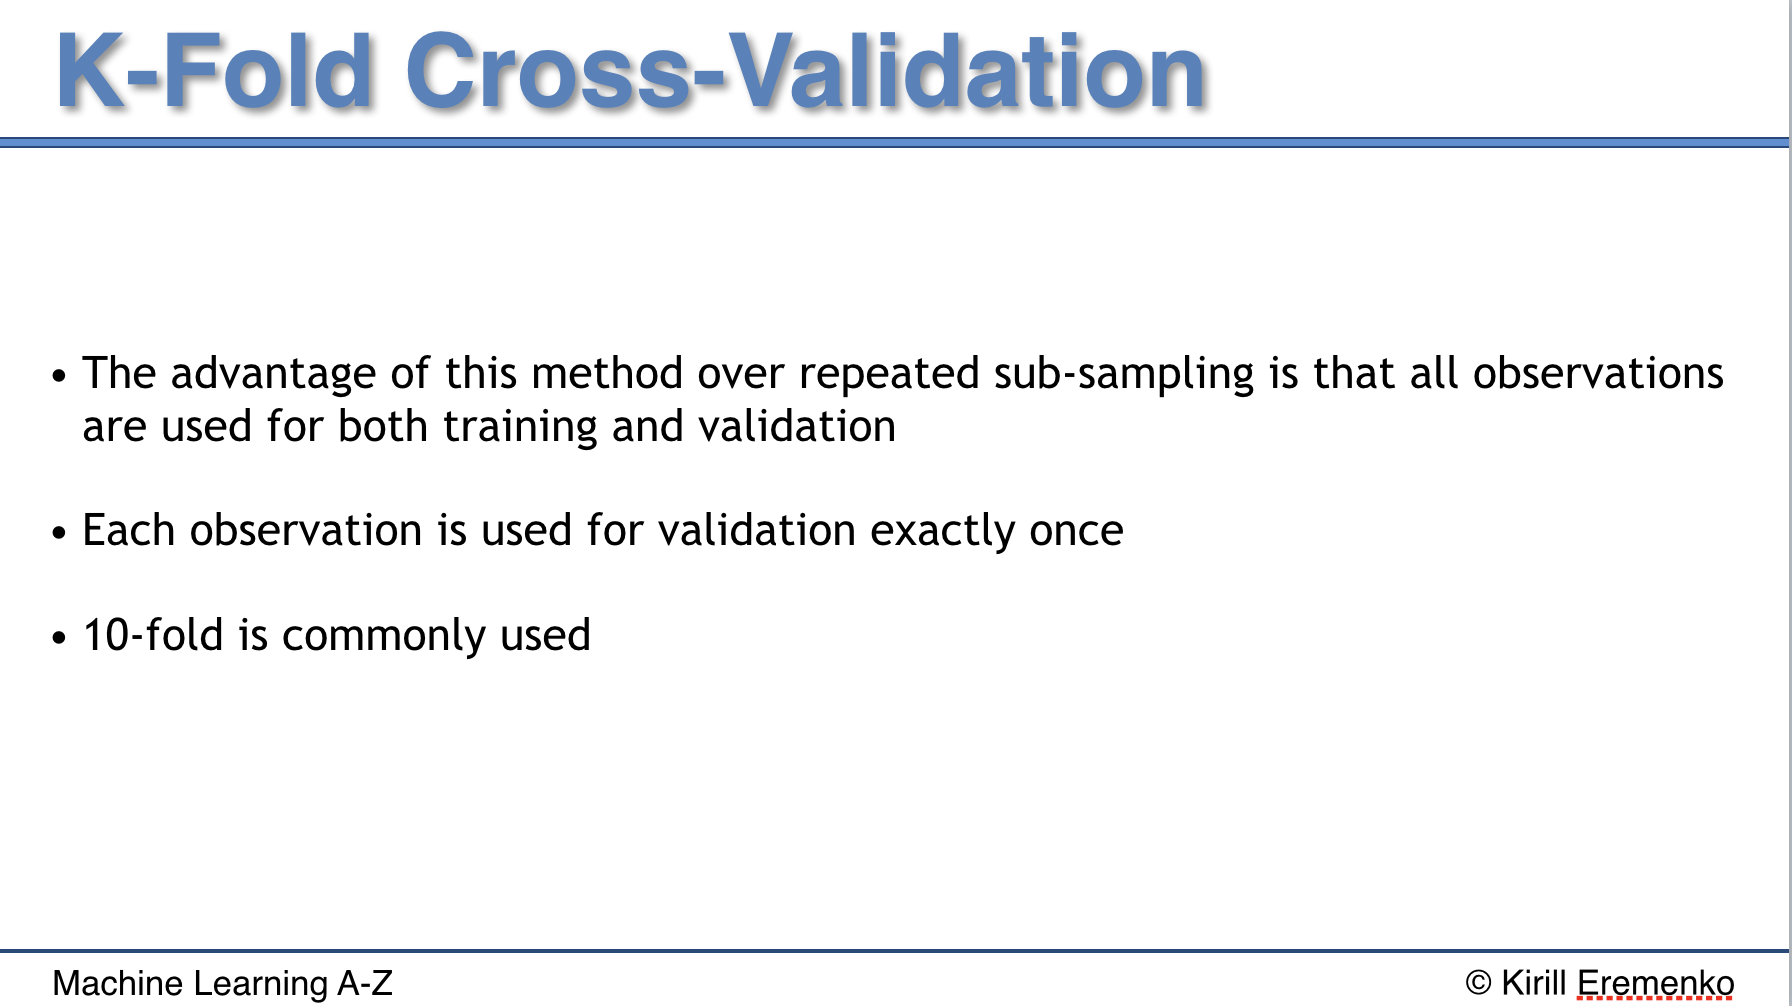 K-Fold Cross-Validation
• The advantage of this method over repeated sub-sampling is that all observations
are used for both training and validation
• Each observation is used for validation exactly once
• 10-fold is commonly used
Machine Learning A-Z
© Kirill Eremenko